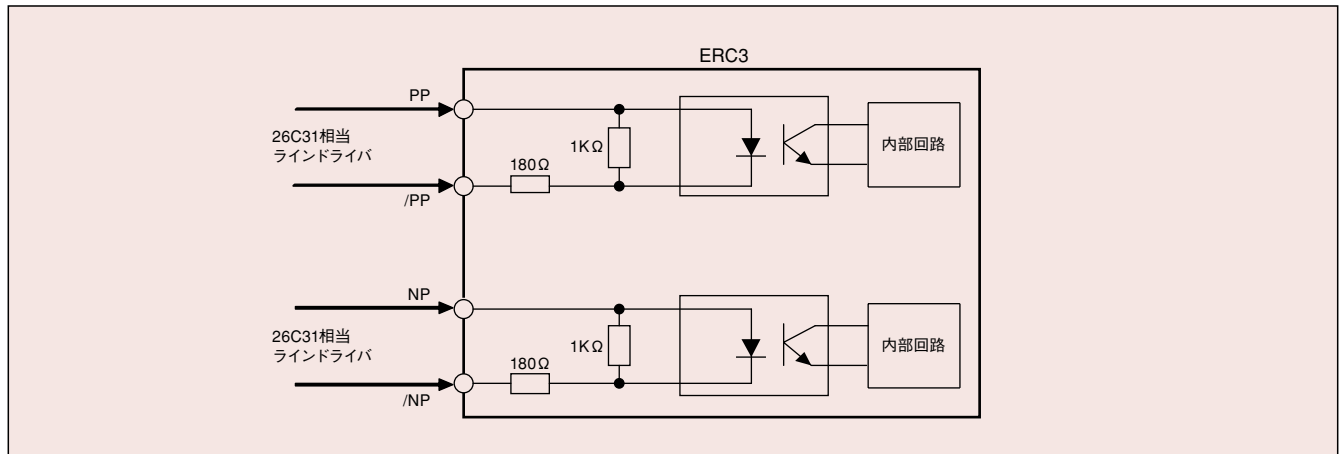 ERC3
PP
26C31相当
ラインドライバ
/PP
180Ω
1KΩ
内部回路
NP
26C31相当
ラインドライバ
/NP
180Ω
1KΩ
内部回路